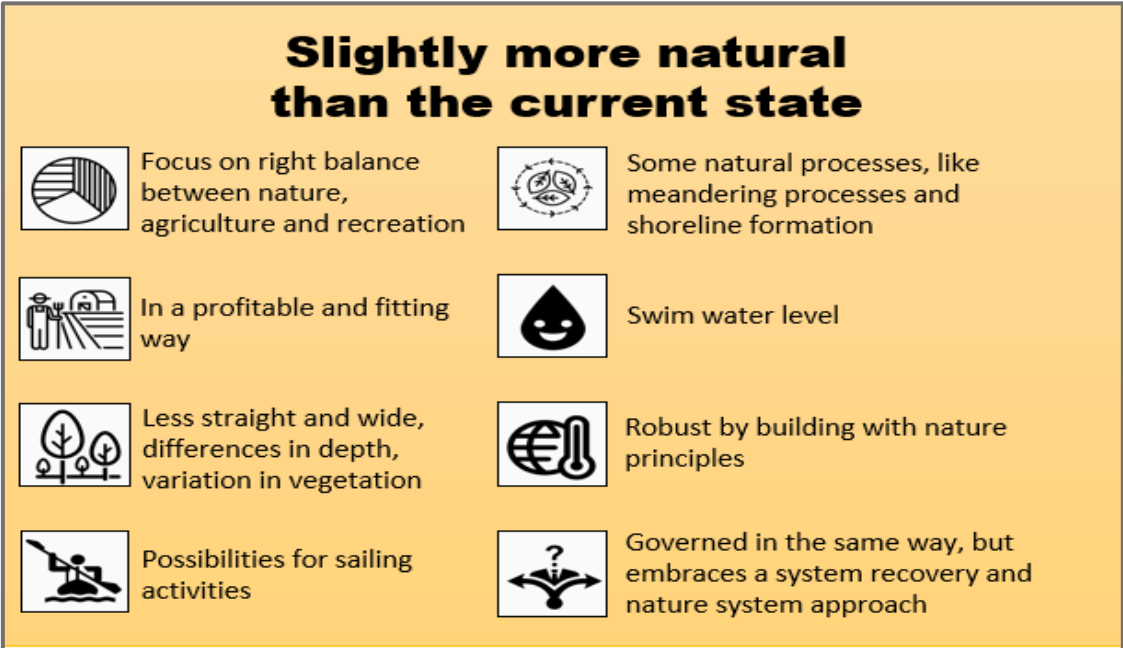 Slightly more natural
than the current state
Focus on right balance
between nature,
agriculture and recreation
Some natural processes, like
meandering processes and
shoreline formation
In a profitable and fitting
way
Swim water level
Less straight and wide,
differences in depth,
variation in vegetation
Robust by building with nature
principles
Possibilities for sailing
activities
?
Governed in the same way, but
embraces a system recovery and
nature system approach